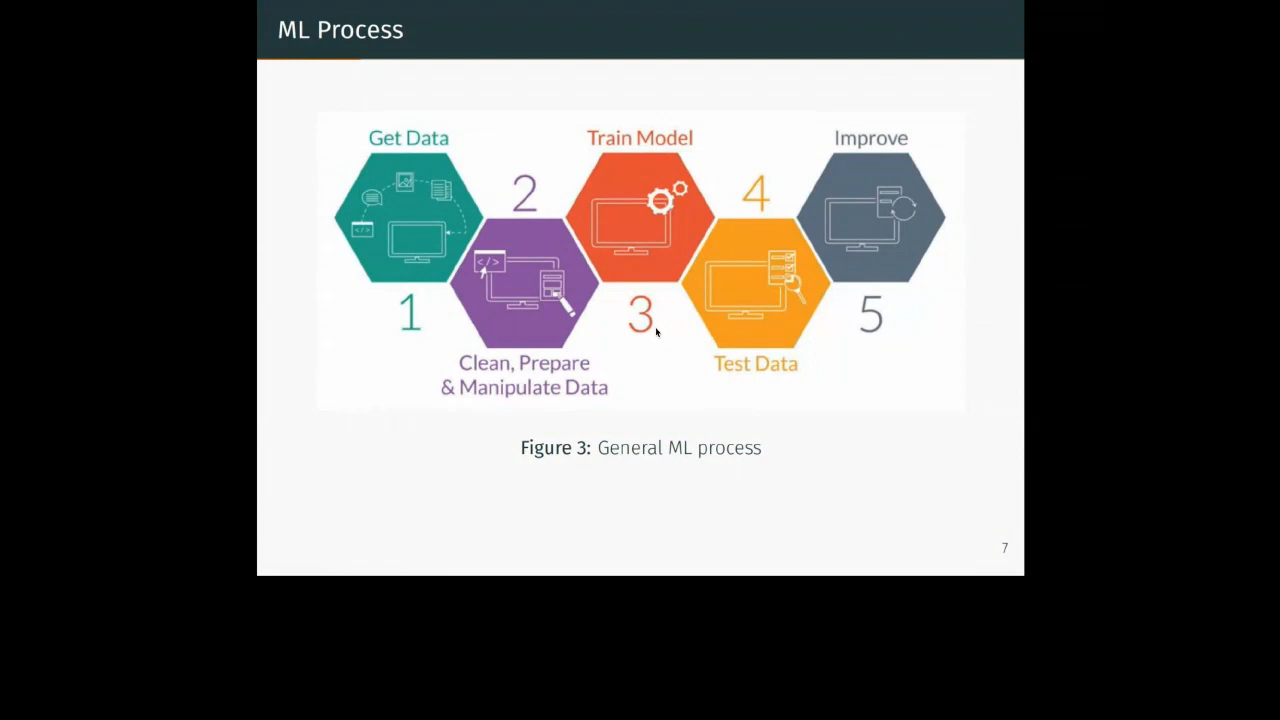 ML Process
Get Data
Train Model
Improve
2
4
</>
</>
1
3
5
Clean, Prepare
& Manipulate Data
Test Data
Figure 3: General ML process
7